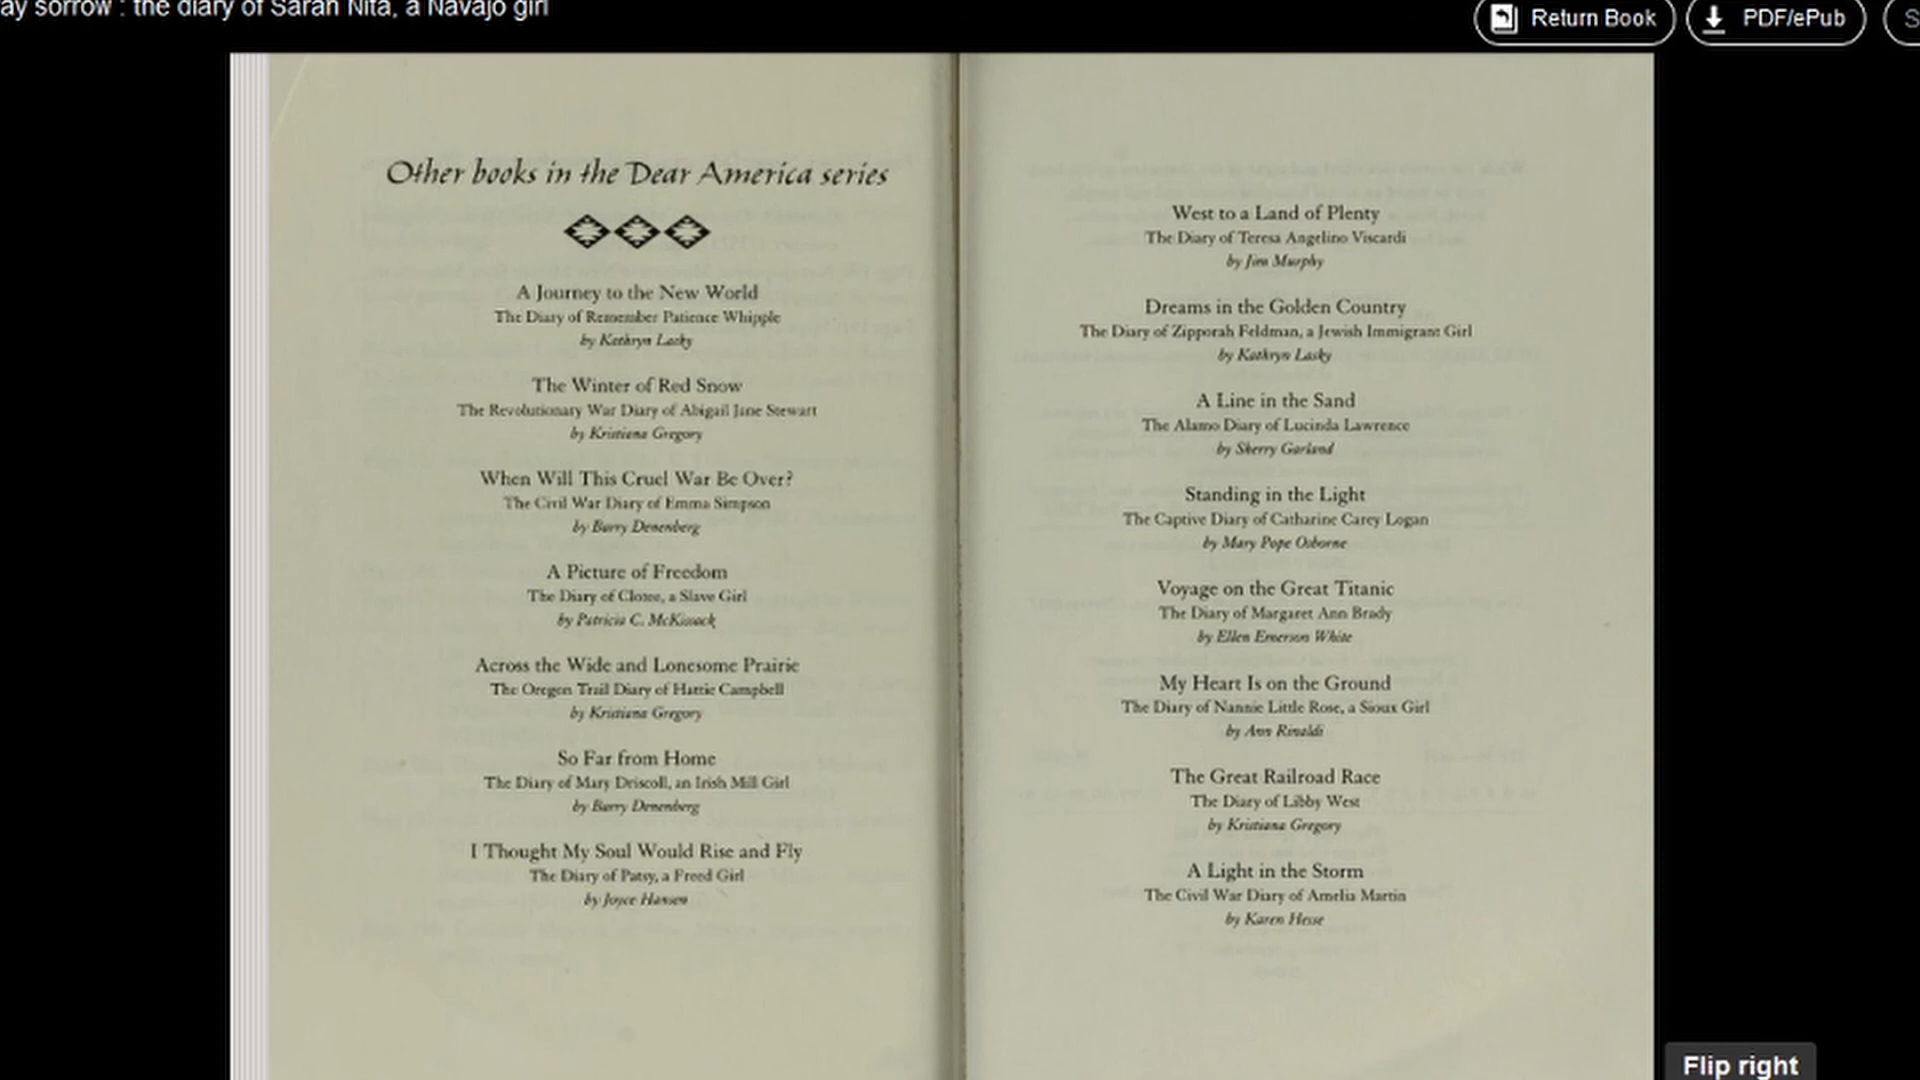 ay sorrow : the diary of Sarah Nita, a Navajo girl
Return Book
PDF/ePub
S
Other books in the Dear America series
A Journey to the New World
The Diary of Remember Patience Whipple
by Kathryn Lasky
The Winter of Red Snow
The Revolutionary War Diary of Abigail Jane Stewart
by Kristiana Gregory
When Will This Cruel War Be Over?
The Civil War Diary of Emma Simpson
by Barry Denenberg
A Picture of Freedom
The Diary of Clotee, a Slave Girl
by Patricia C. McKissack
Across the Wide and Lonesome Prairie
The Oregon Trail Diary of Hattie Campbell
by Kristiana Gregory
So Far from Home
The Diary of Mary Driscoll, an Irish Mill Girl
by Barry Denenberg
I Thought My Soul Would Rise and Fly
The Diary of Patsy, a Freed Girl
by Joyce Hansen
West to a Land of Plenty
The Diary of Teresa Angelino Viscardi
by Jim Murphy
Dreams in the Golden Country
The Diary of Zipporah Feldman, a Jewish Immigrant Girl
by Kathryn Lasky
A Line in the Sand
The Alamo Diary of Lucinda Lawrence
by Sherry Garland
Standing in the Light
The Captive Diary of Catharine Carey Logan
by Mary Pope Osborne
Voyage on the Great Titanic
The Diary of Margaret Ann Brady
by Ellen Emerson White
My Heart Is on the Ground
The Diary of Nannie Little Rose, a Sioux Girl
by Ann Rinaldi
The Great Railroad Race
The Diary of Libby West
by Kristiana Gregory
A Light in the Storm
The Civil War Diary of Amelia Martin
by Karen Hesse
Flip right